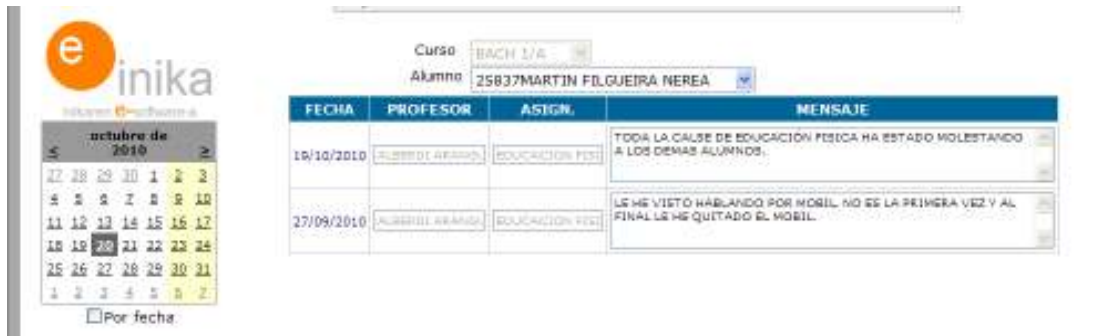 e inika
Curso BACH 1/A
Alumno 25837MARTIN FILGUEIRA NEREA
FECHA PROFESOR ASIGN. MENSAJE
19/10/2010 EDUCACION FISI TODA LA CALSE DE EDUCACIÓN FISICA HA ESTADO MOLESTANDO
A LOS DEMAS ALUMNOS.
27/09/2010 EDUCACION FISI LE HE VISTO HABLANDO POR MOBIL. NO ES LA PRIMERA VEZ Y AL
FINAL LE HE QUITADO EL MOBIL.
octubre de
< 2010 >
27 28 29 30 1 2 3
4 5 6 7 8 9 10
11 12 13 14 15 16 17
18 19 20 21 22 23 24
25 26 27 28 29 30 31
1 2 3 4 5 6 7
Por fecha